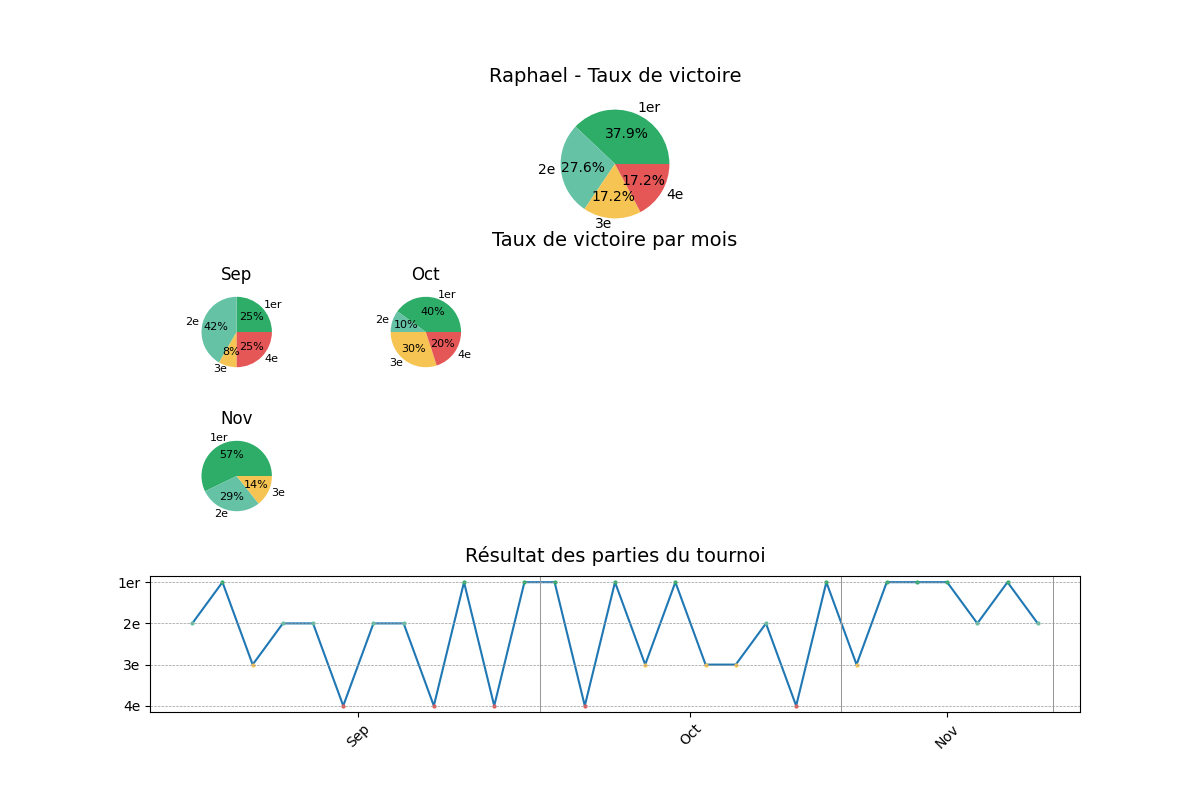 Raphael - Taux de victoire
1er
37.9%
2e
27.6%
17.2%
17.2%
4e
3e
Taux de victoire par mois
Sep
1er
25%
2e
42%
8%
25%
3e
4e
Oct
1er
40%
2e
10%
30%
20%
3e
4e
Nov
1er
57%
14%
3e
29%
2e
Résultat des parties du tournoi
1er
2e
3e
4e
Sep
Oct
Nov